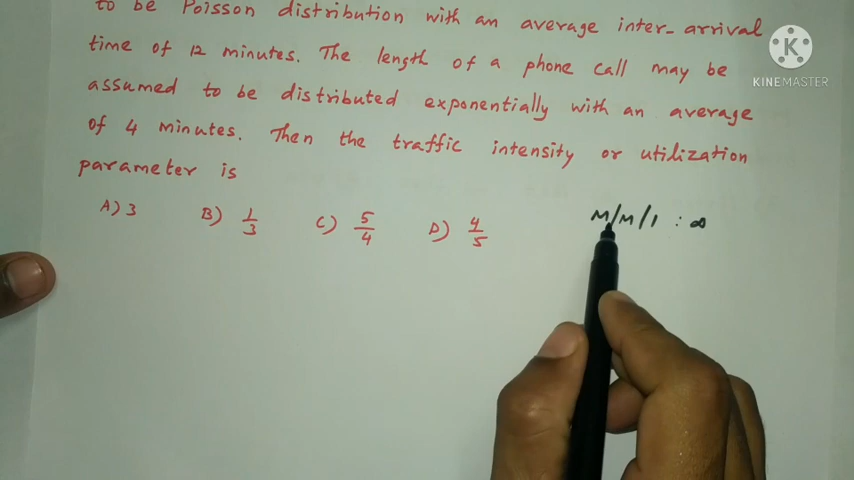 to be Poisson distribution with an average inter-arrival
time of 12 minutes. The length of a phone call may be
assumed to be distributed exponentially with an average
of 4 minutes. Then the traffic intensity or utilization
parameter is
A) 3 B) 1/3 C) 5/4 D) 4/5 M/M/1 : ∞
K
KINEMASTER